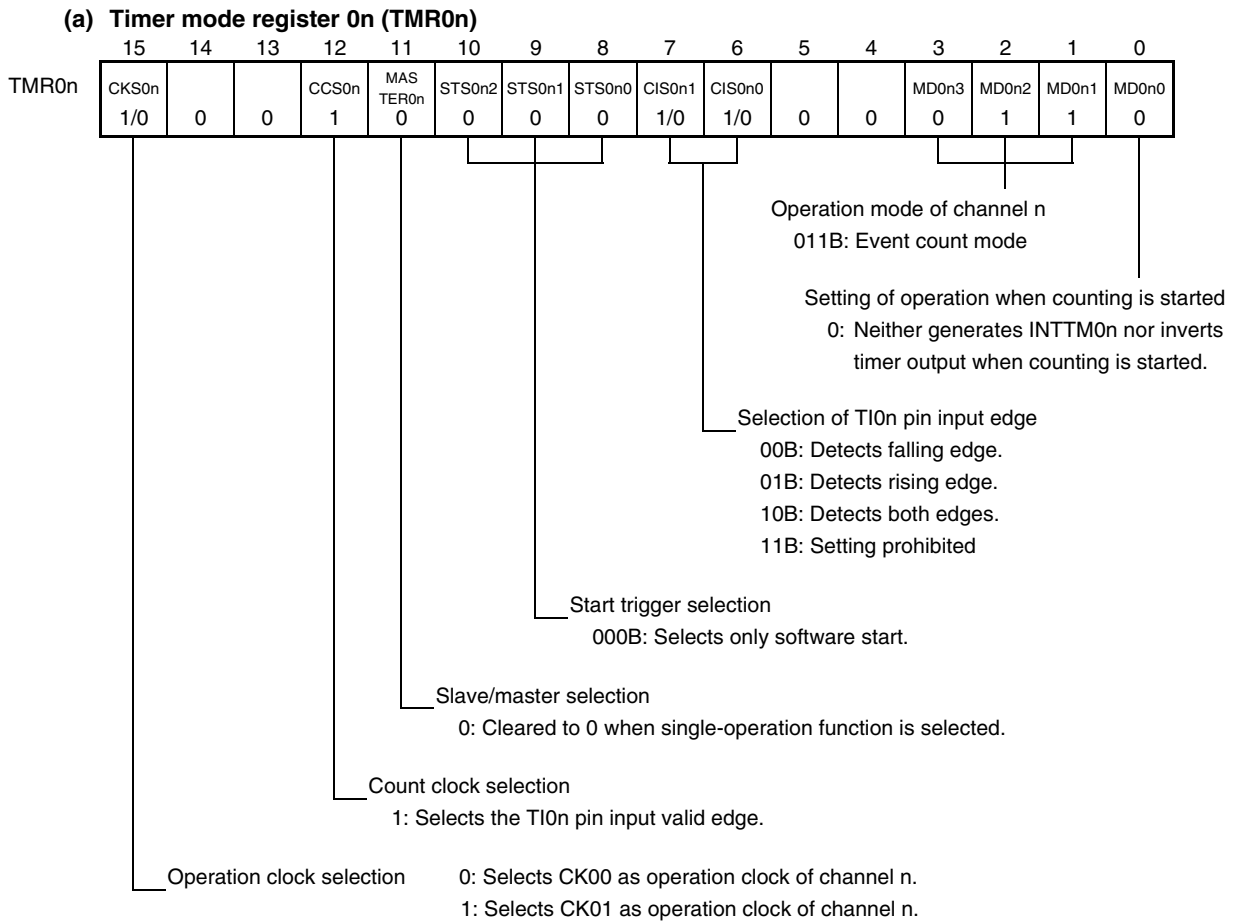 (a) Timer mode register 0n (TMR0n)
15 14 13 12 11 10 9 8 7 6 5 4 3 2 1 0
TMR0n
CKS0n CCS0n MAS TER0n STS0n2 STS0n1 STS0n0 CIS0n1 CIS0n0 MD0n3 MD0n2 MD0n1 MD0n0
1/0 0 0 1 0 0 0 0 1/0 1/0 0 0 0 1 1 0
Operation mode of channel n
011B: Event count mode
Setting of operation when counting is started
0: Neither generates INTTM0n nor inverts
timer output when counting is started.
Selection of TI0n pin input edge
00B: Detects falling edge.
01B: Detects rising edge.
10B: Detects both edges.
11B: Setting prohibited
Start trigger selection
000B: Selects only software start.
Slave/master selection
0: Cleared to 0 when single-operation function is selected.
Count clock selection
1: Selects the TI0n pin input valid edge.
Operation clock selection 0: Selects CK00 as operation clock of channel n.
1: Selects CK01 as operation clock of channel n.